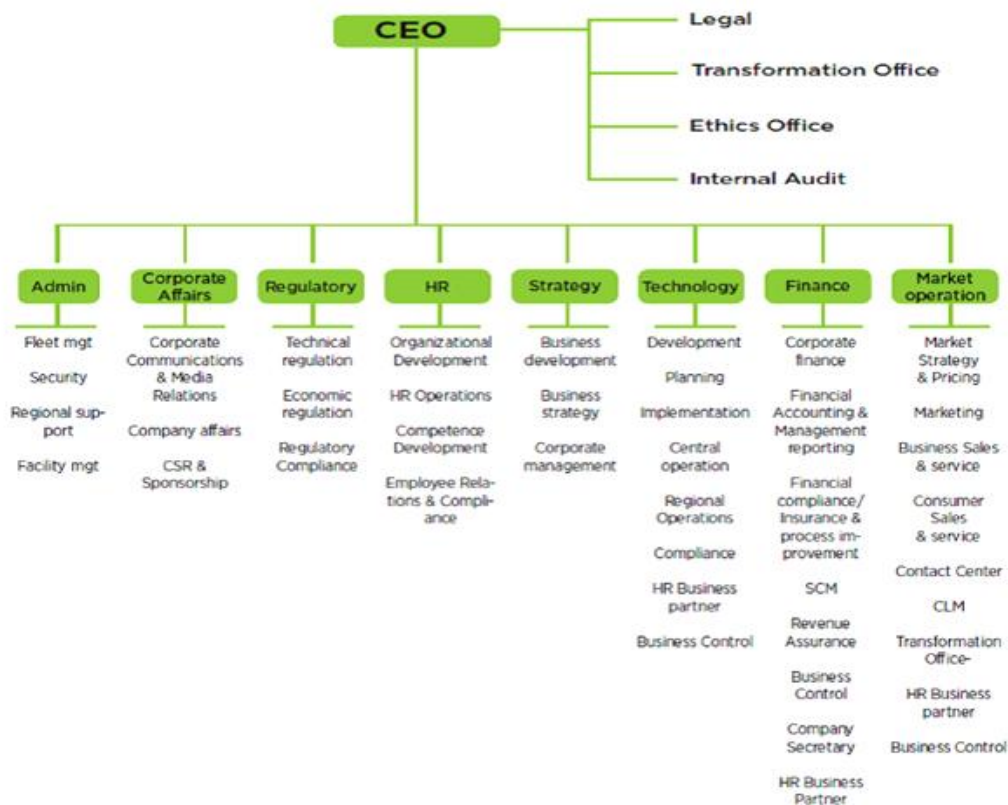 CEO
Legal
Transformation Office
Ethics Office
Internal Audit
Admin
Fleet mgt
Security
Regional sup-
port
Facility mgt
Corporate
Affairs
Corporate
Communications
& Media
Relations
Company affairs
CSR &
Sponsorship
Regulatory
Technical
regulation
Economic
regulation
Regulatory
Compliance
HR
Organizational
Development
HR Operations
Competence
Development
Employee Rela-
tions & Compli-
ance
Strategy
Business
development
Business
strategy
Corporate
management
Technology
Development
Planning
Implementation
Central
operation
Regional
Operations
Compliance
HR Business
partner
Business Control
Finance
Corporate
finance
Financial
Accounting &
Management
reporting
Financial
compliance/
Insurance &
process im-
provement
SCM
Revenue
Assurance
Business
Control
Company
Secretary
HR Business
Partner
Market
operation
Market
Strategy
& Pricing
Marketing
Business Sales
& service
Consumer
Sales
& service
Contact Center
CLM
Transformation
Office-
HR Business
partner
Business Control